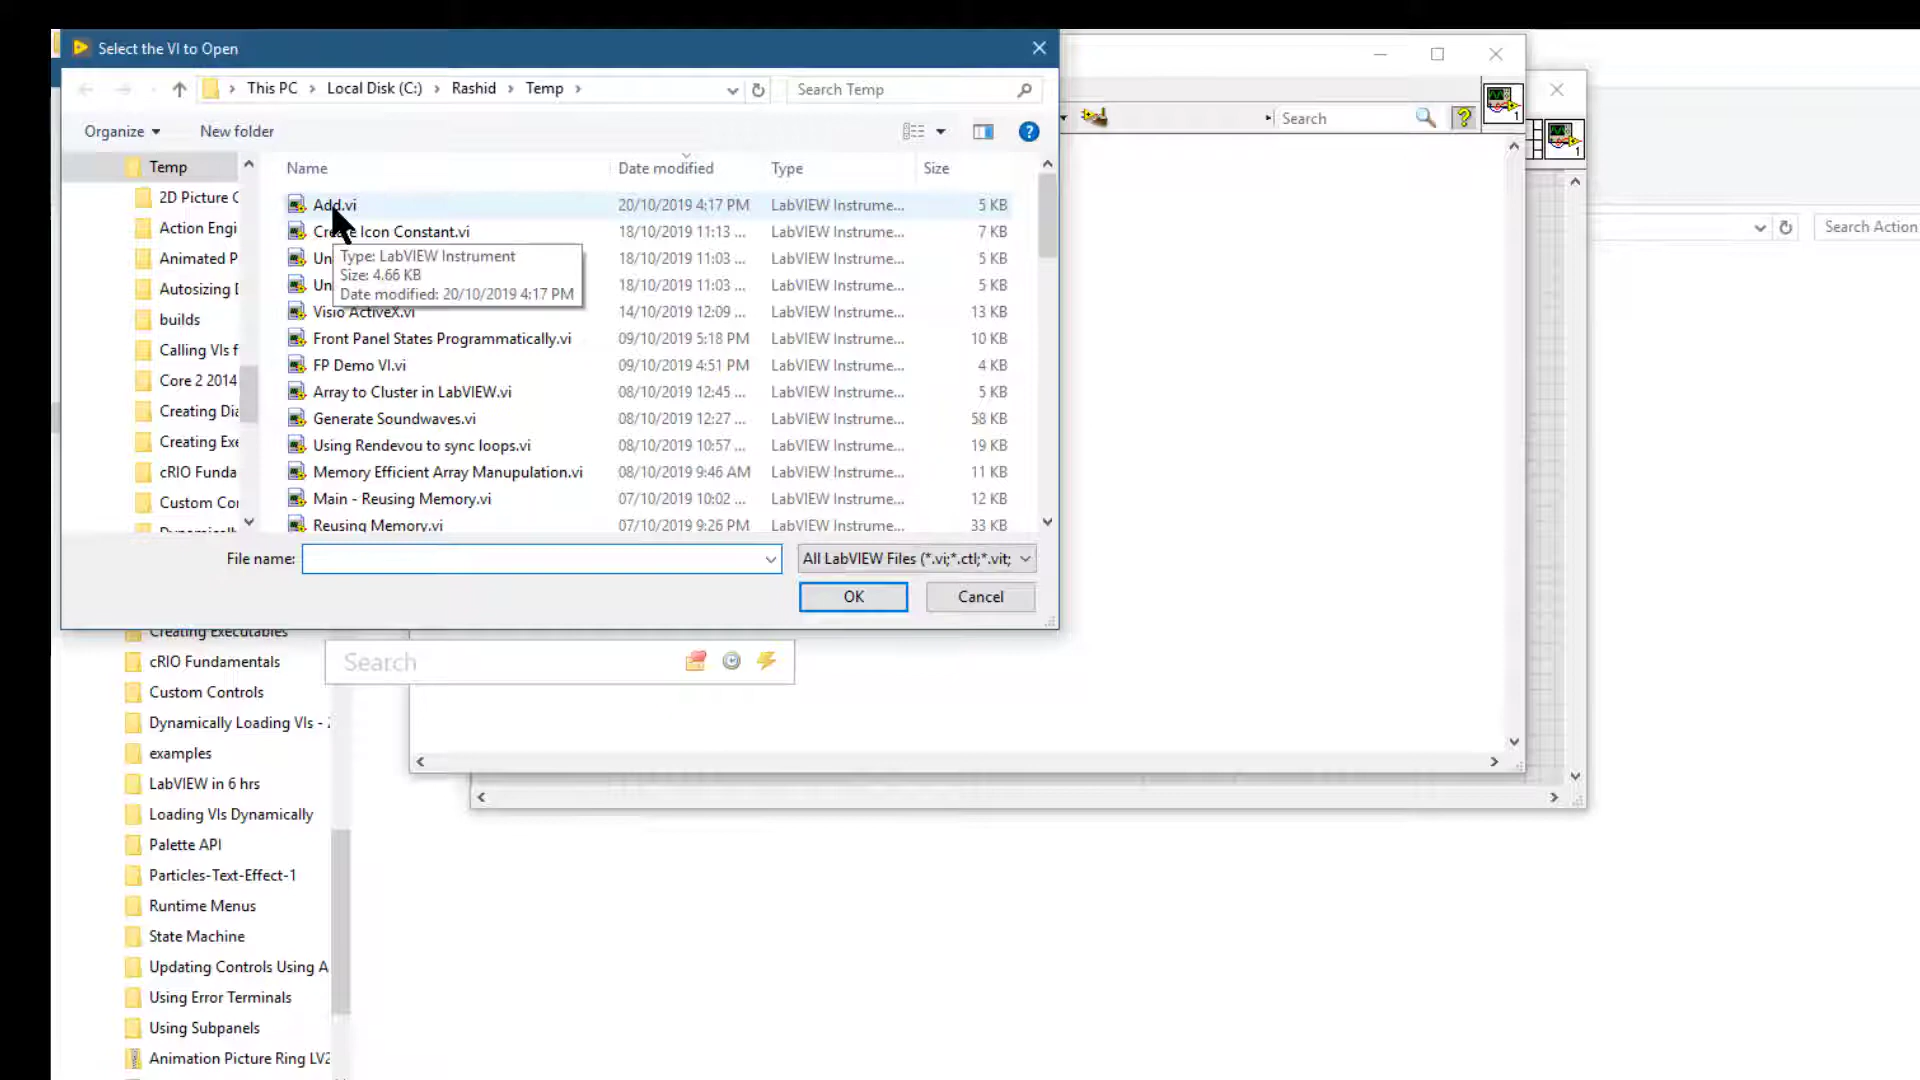 Select the VI to Open
This PC > Local Disk (C:) > Rashid > Temp >
Search Temp
Organize
New folder
Search
Temp
Name
Date modified
Type
Size
2D Picture C
Add.vi 20/10/2019 4:17 PM LabVIEW Instrume... 5 KB
Action Engi
Create Icon Constant.vi 18/10/2019 11:13 ... 7 KB
Search Action
Animated P
Un 18/10/2019 11:03 ... LabVIEW Instrume... 5 KB
Type: LabVIEW Instrument
Size: 4.66 KB
Date modified: 20/10/2019 4:17 PM
Autosizing D
Un 18/10/2019 11:03 ... LabVIEW Instrume... 5 KB
builds
Visio ActiveX.vi 14/10/2019 12:09 ... LabVIEW Instrume... 13 KB
Calling VIs f
Front Panel States Programmatically.vi 09/10/2019 5:18 PM LabVIEW Instrume... 10 KB
Core 2 2014
FP Demo VI.vi 09/10/2019 4:51 PM LabVIEW Instrume... 4 KB
Creating Dia
Array to Cluster in LabVIEW.vi 08/10/2019 12:45 ... LabVIEW Instrume... 5 KB
Creating Exe
Generate Soundwaves.vi 08/10/2019 12:27 ... LabVIEW Instrume... 58 KB
cRIO Funda
Using Rendevou to sync loops.vi 08/10/2019 10:57 ... LabVIEW Instrume... 19 KB
Custom Cor
Memory Efficient Array Manupulation.vi 08/10/2019 9:46 AM LabVIEW Instrume... 11 KB
Main - Reusing Memory.vi 07/10/2019 10:02 ... LabVIEW Instrume... 12 KB
Reusing Memory.vi 07/10/2019 9:26 PM LabVIEW Instrume... 33 KB
File name:
All LabVIEW Files (*.vi;*.ctl;*.vit;
OK
Cancel
Creating Executables
Search
cRIO Fundamentals
Custom Controls
Dynamically Loading VIs - 2
examples
LabVIEW in 6 hrs
Loading VIs Dynamically
Palette API
Particles-Text-Effect-1
Runtime Menus
State Machine
Updating Controls Using A
Using Error Terminals
Using Subpanels
Animation Picture Ring LV2